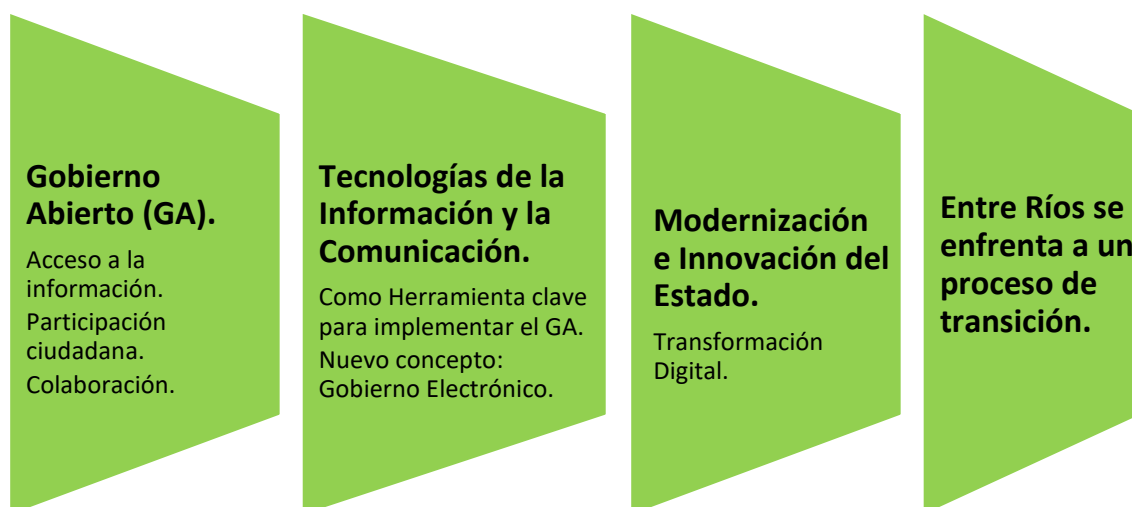 Gobierno
Abierto (GA).
Acceso a la
información.
Participación
ciudadana.
Colaboración.
Tecnologías de la
Información y la
Comunicación.
Como Herramienta clave
para implementar el GA.
Nuevo concepto:
Gobierno Electrónico.
Modernización
e Innovación del
Estado.
Transformación
Digital.
Entre Ríos se
enfrenta a un
proceso de
transición.